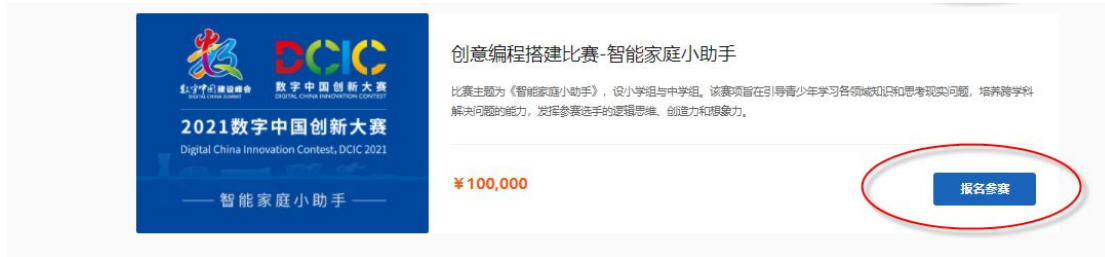 数字中国建设峰会
DIGITAL CHINA SUMMIT
DCIC
数字中国创新大赛
DIGITAL CHINA INNOVATION CONTEST
2021数字中国创新大赛
Digital China Innovation Contest, DCIC 2021
智能家庭小助手
创意编程搭建比赛-智能家庭小助手
比赛主题为《智能家庭小助手》，设小学组与中学组。该赛项旨在引导青少年学习各领域知识和思考现实问题，培养跨学科
解决问题的能力，发挥参赛选手的逻辑思维、创造力和想象力。
￥100,000
报名参赛